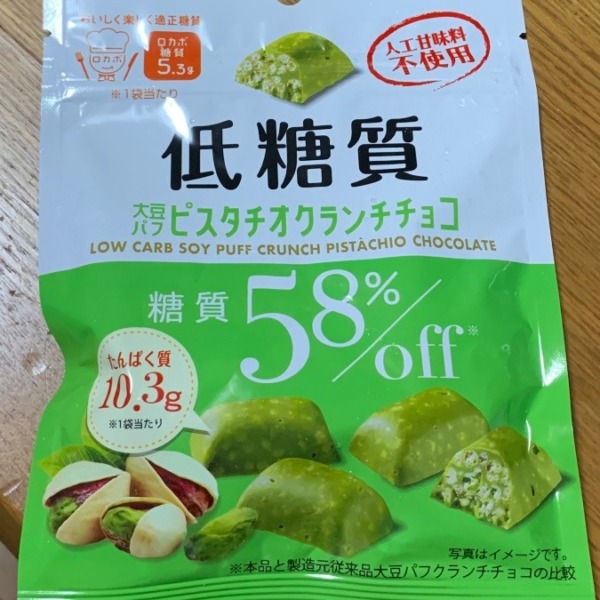 おいしく楽しく適正糖質
ロカボ
ロカボ
糖質
5.3g
※1袋当たり
人工甘味料
不使用
低糖質
大豆
パフ
ピスタチオクランチチョコ
LOW CARB SOY PUFF CRUNCH PISTACHIO CHOCOLATE
糖質58%off※
たんぱく質
10.3g
※1袋当たり
写真はイメージです。
※本品と製造元従来品大豆パフクランチチョコの比較